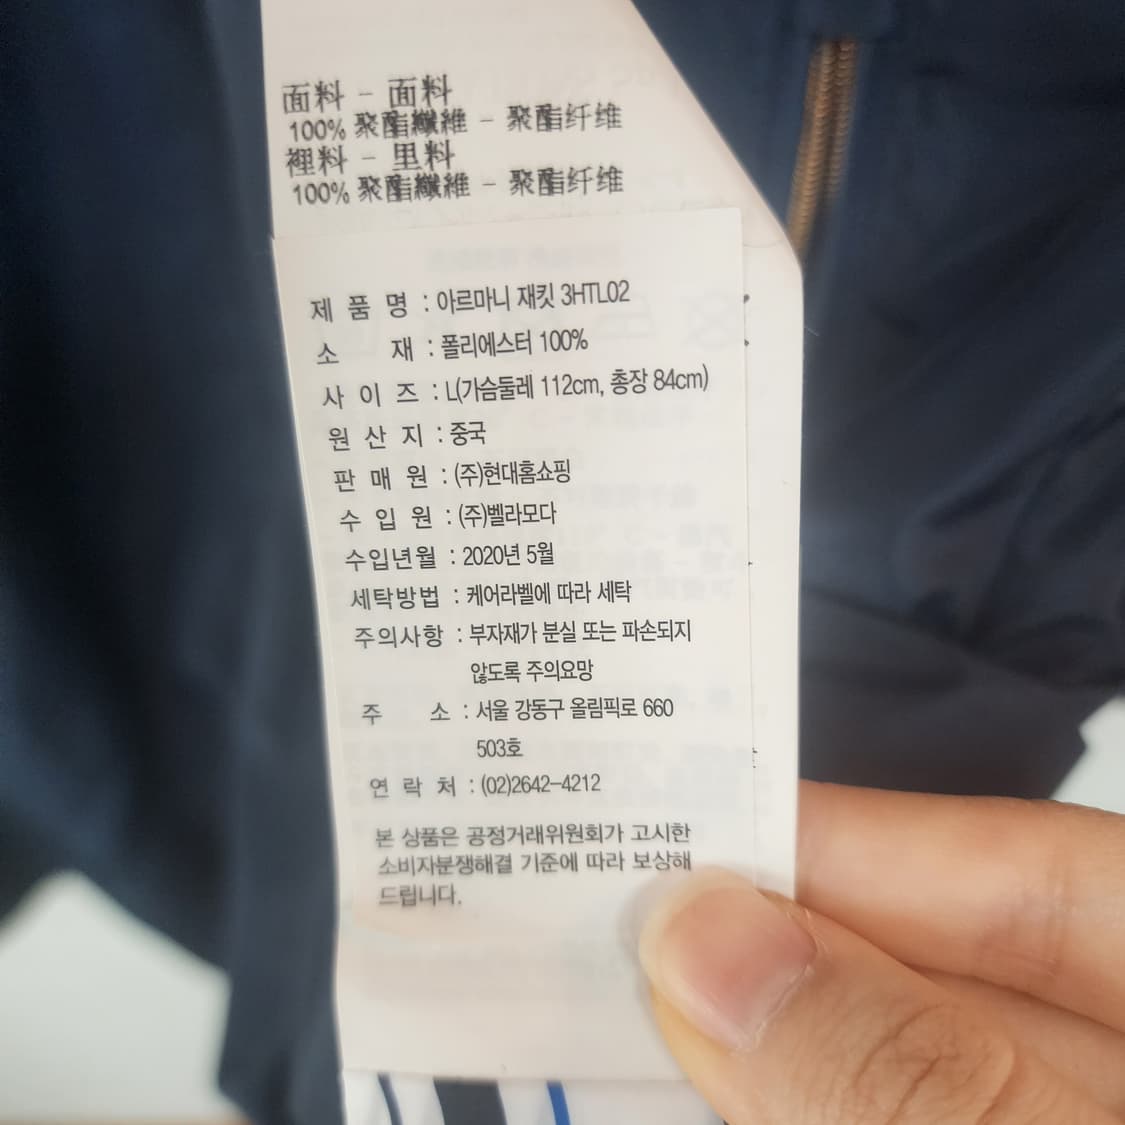 面料 - 面料
100% 聚酯纖維 - 聚酯纤维
裡料 - 里料
100% 聚酯纖維 - 聚酯纤维
제 품 명 : 아르마니 재킷 3HTL02
소 재 : 폴리에스터 100%
사 이 즈 : L(가슴둘레 112cm, 총장 84cm)
원 산 지 : 중국
판 매 원 : (주)현대홈쇼핑
수 입 원 : (주)벨라모다
수입년월 : 2020년 5월
세탁방법 : 케어라벨에 따라 세탁
주의사항 : 부자재가 분실 또는 파손되지
않도록 주의요망
주 소 : 서울 강동구 올림픽로 660
503호
연 락 처 : (02)2642-4212
본 상품은 공정거래위원회가 고시한
소비자분쟁해결 기준에 따라 보상해
드립니다.